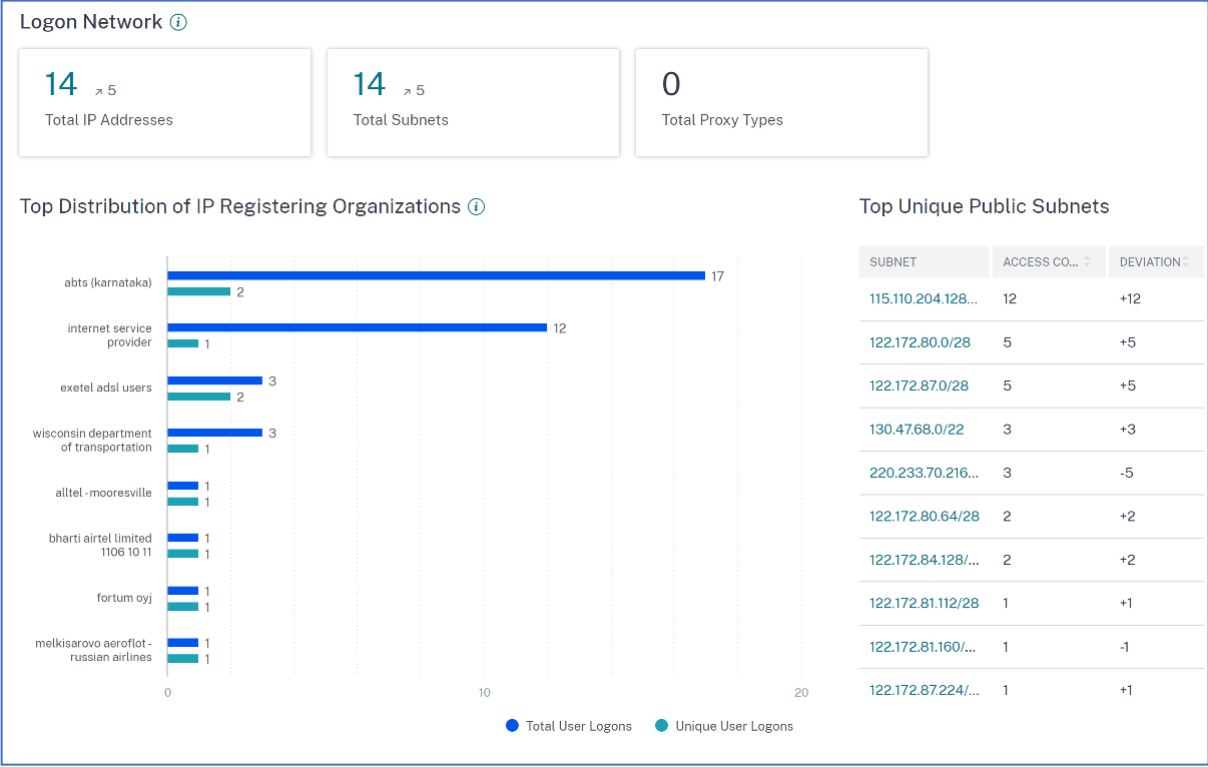 Logon Network
14 ↗ 5
Total IP Addresses
14 ↗ 5
Total Subnets
0
Total Proxy Types
Top Distribution of IP Registering Organizations
abts (karnataka)
17
2
internet service
provider
12
1
exetel adsl users
3
2
wisconsin department
of transportation
3
1
alltel - mooresville
1
1
bharti airtel limited
1106 10 11
1
1
fortum oyj
1
1
melkisarovo aeroflot -
russian airlines
1
1
0 10 20
Total User Logons Unique User Logons
Top Unique Public Subnets
SUBNET ACCESS CO... DEVIATION
115.110.204.128... 12 +12
122.172.80.0/28 5 +5
122.172.87.0/28 5 +5
130.47.68.0/22 3 +3
220.233.70.216... 3 -5
122.172.80.64/28 2 +2
122.172.84.128/... 2 +2
122.172.81.112/28 1 +1
122.172.81.160/... 1 -1
122.172.87.224/... 1 +1